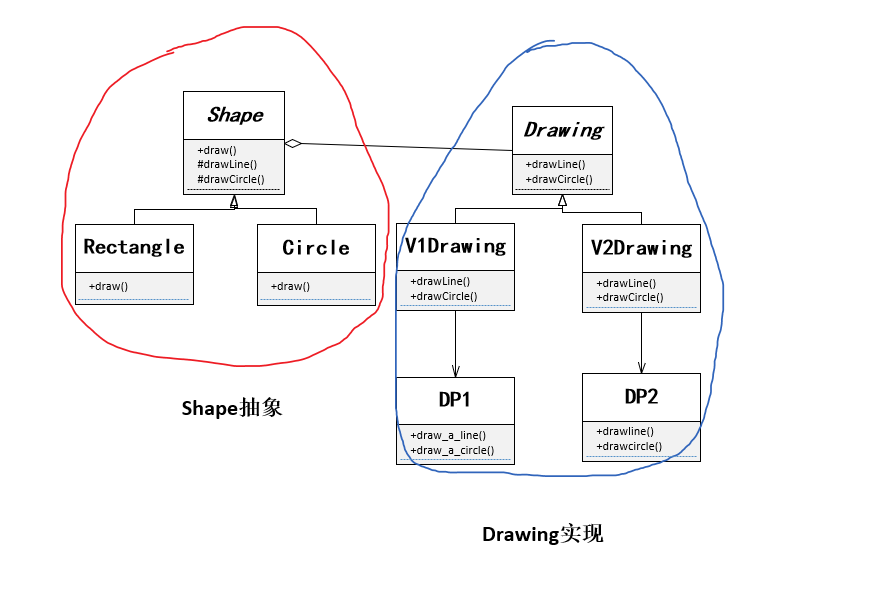 Shape
+draw()
#drawLine()
#drawCircle()
Drawing
+drawLine()
+drawCircle()
Rectangle
+draw()
Circle
+draw()
V1Drawing
+drawLine()
+drawCircle()
V2Drawing
+drawLine()
+drawCircle()
DP1
+draw_a_line()
+draw_a_circle()
DP2
+drawline()
+drawcircle()
Shape抽象
Drawing实现